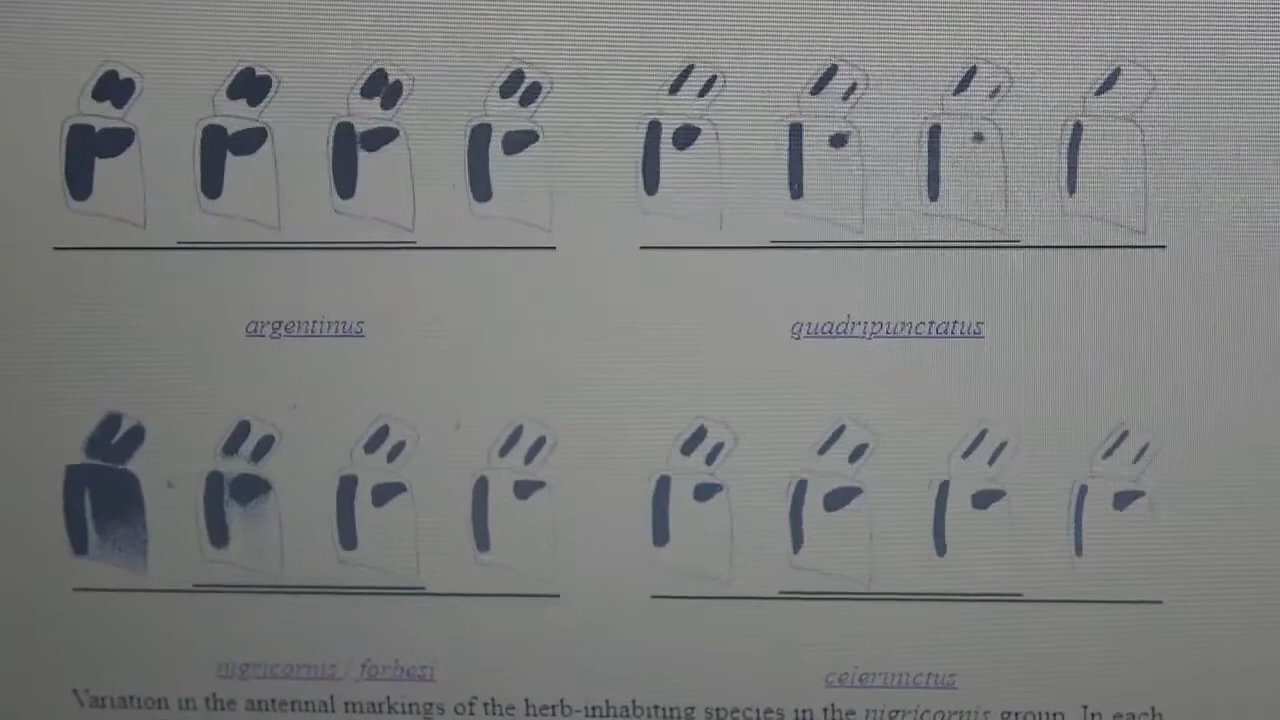 argentinus
quadripunctatus
nigricornis / forbesi
celerinictus
Variation in the antennal markings of the herb-inhabiting species in the nigricornis group. In each